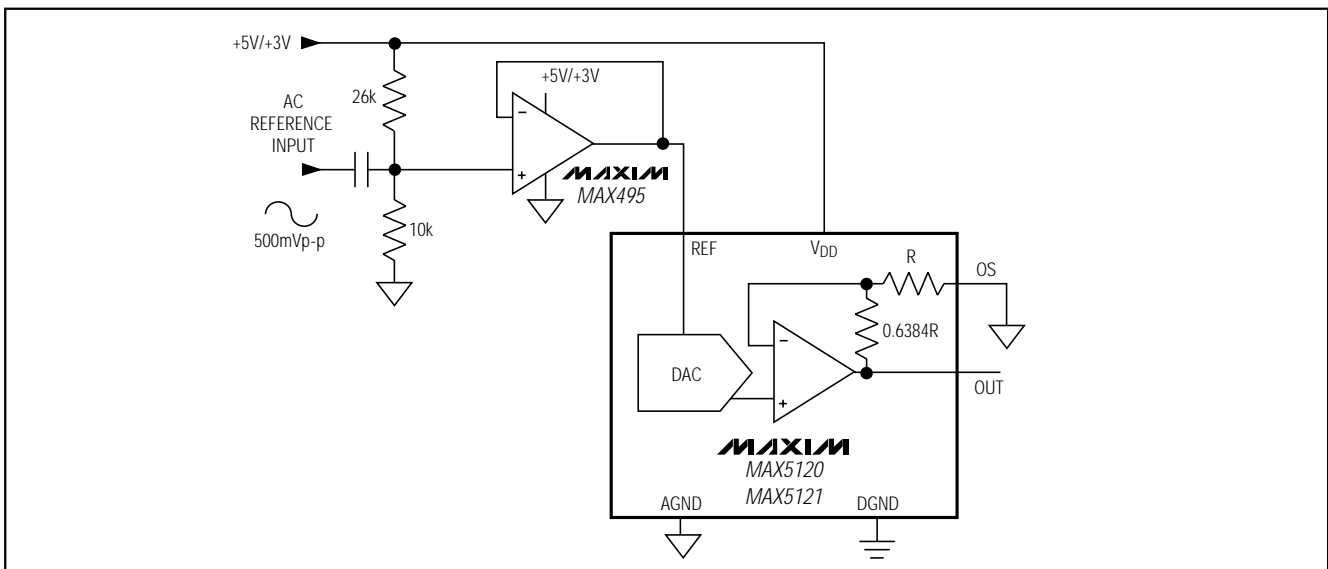 +5V/+3V
26k
AC
REFERENCE
INPUT
500mVp-p
10k
+5V/+3V
−
+
MAXIM
MAX495
REF
VDD
R
OS
0.6384R
−
+
DAC
OUT
MAXIM
MAX5120
MAX5121
AGND
DGND